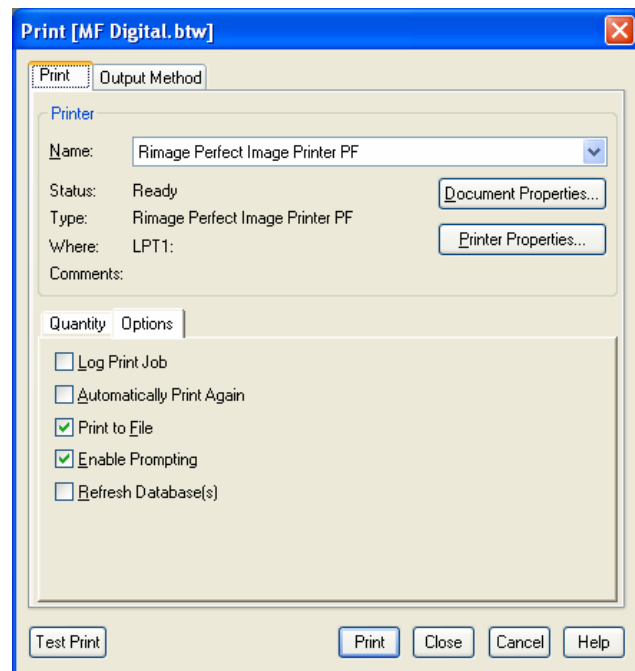 Print [MF Digital.btw]
Print Output Method
Printer
Name: Rimage Perfect Image Printer PF
Status: Ready Document Properties...
Type: Rimage Perfect Image Printer PF
Where: LPT1: Printer Properties...
Comments:
Quantity Options
Log Print Job
Automatically Print Again
Print to File
Enable Prompting
Refresh Database(s)
Test Print Print Close Cancel Help